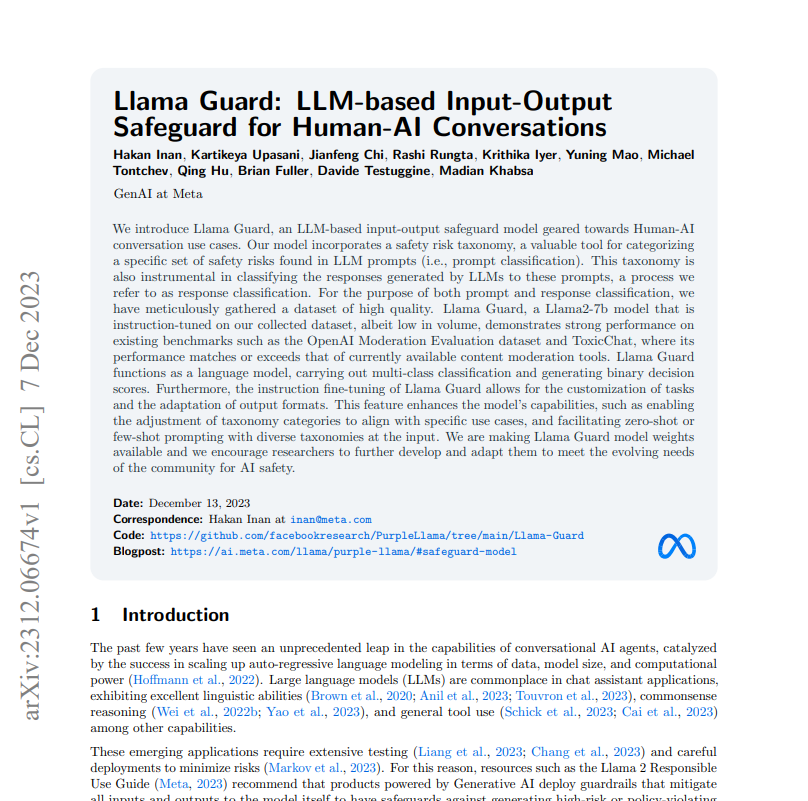 arXiv:2312.06674v1 [cs.CL] 7 Dec 2023
Llama Guard: LLM-based Input-Output
Safeguard for Human-AI Conversations
Hakan Inan, Kartikeya Upasani, Jianfeng Chi, Rashi Rungta, Krithika Iyer, Yuning Mao, Michael
Tontchev, Qing Hu, Brian Fuller, Davide Testuggine, Madian Khabsa
GenAI at Meta
We introduce Llama Guard, an LLM-based input-output safeguard model geared towards Human-AI
conversation use cases. Our model incorporates a safety risk taxonomy, a valuable tool for categorizing
a specific set of safety risks found in LLM prompts (i.e., prompt classification). This taxonomy is
also instrumental in classifying the responses generated by LLMs to these prompts, a process we
refer to as response classification. For the purpose of both prompt and response classification, we
have meticulously gathered a dataset of high quality. Llama Guard, a Llama2-7b model that is
instruction-tuned on our collected dataset, albeit low in volume, demonstrates strong performance on
existing benchmarks such as the OpenAI Moderation Evaluation dataset and ToxicChat, where its
performance matches or exceeds that of currently available content moderation tools. Llama Guard
functions as a language model, carrying out multi-class classification and generating binary decision
scores. Furthermore, the instruction fine-tuning of Llama Guard allows for the customization of tasks
and the adaptation of output formats. This feature enhances the model's capabilities, such as enabling
the adjustment of taxonomy categories to align with specific use cases, and facilitating zero-shot or
few-shot prompting with diverse taxonomies at the input. We are making Llama Guard model weights
available and we encourage researchers to further develop and adapt them to meet the evolving needs
of the community for AI safety.
Date: December 13, 2023
Correspondence: Hakan Inan at inan@meta.com
Code: https://github.com/facebookresearch/PurpleLlama/tree/main/Llama-Guard
Blogpost: https://ai.meta.com/llama/purple-llama/#safeguard-model
1 Introduction
The past few years have seen an unprecedented leap in the capabilities of conversational AI agents, catalyzed
by the success in scaling up auto-regressive language modeling in terms of data, model size, and computational
power (Hoffmann et al., 2022). Large language models (LLMs) are commonplace in chat assistant applications,
exhibiting excellent linguistic abilities (Brown et al., 2020; Anil et al., 2023; Touvron et al., 2023), commonsense
reasoning (Wei et al., 2022b; Yao et al., 2023), and general tool use (Schick et al., 2023; Cai et al., 2023)
among other capabilities.
These emerging applications require extensive testing (Liang et al., 2023; Chang et al., 2023) and careful
deployments to minimize risks (Markov et al., 2023). For this reason, resources such as the Llama 2 Responsible
Use Guide (Meta, 2023) recommend that products powered by Generative AI deploy guardrails that mitigate
all inputs and outputs to the model itself to have safeguards against generating high-risk or policy-violating